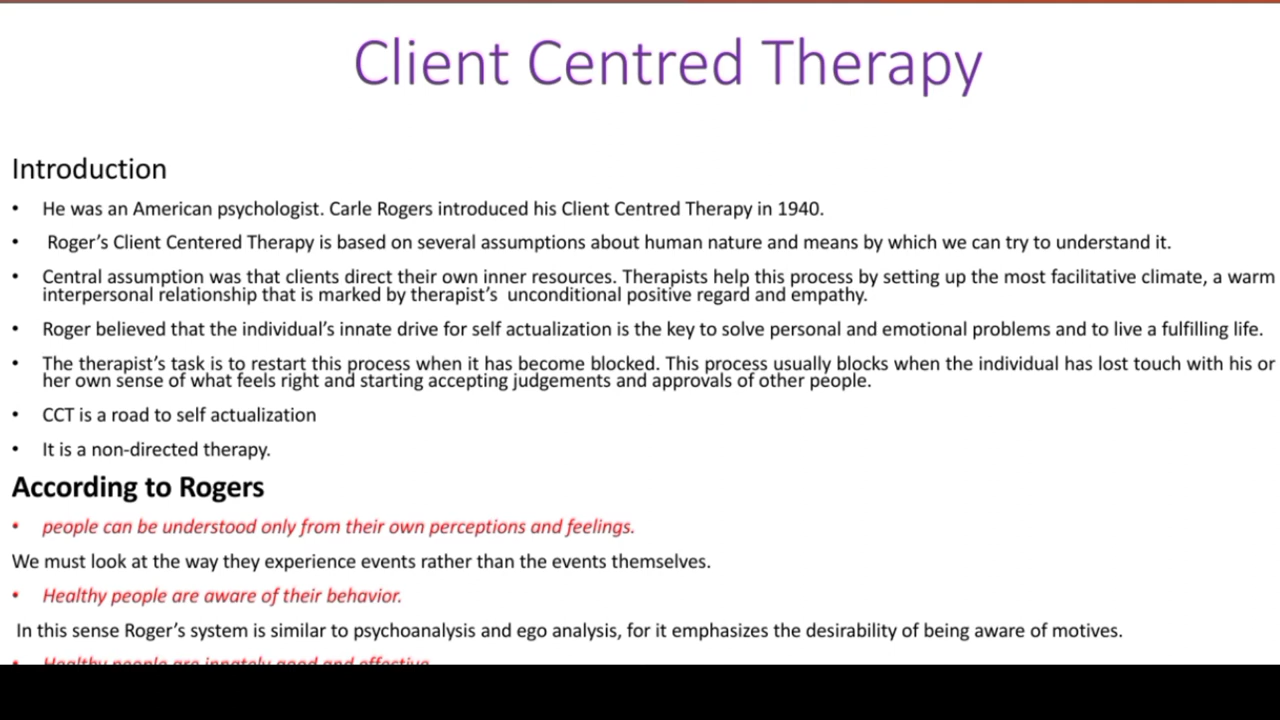 Client Centred Therapy
Introduction
• He was an American psychologist. Carle Rogers introduced his Client Centred Therapy in 1940.
• Roger's Client Centered Therapy is based on several assumptions about human nature and means by which we can try to understand it.
• Central assumption was that clients direct their own inner resources. Therapists help this process by setting up the most facilitative climate, a warm
interpersonal relationship that is marked by therapist's unconditional positive regard and empathy.
• Roger believed that the individual's innate drive for self actualization is the key to solve personal and emotional problems and to live a fulfilling life.
• The therapist's task is to restart this process when it has become blocked. This process usually blocks when the individual has lost touch with his or
her own sense of what feels right and starting accepting judgements and approvals of other people.
• CCT is a road to self actualization
• It is a non-directed therapy.
According to Rogers
• people can be understood only from their own perceptions and feelings.
We must look at the way they experience events rather than the events themselves.
• Healthy people are aware of their behavior.
In this sense Roger's system is similar to psychoanalysis and ego analysis, for it emphasizes the desirability of being aware of motives.
• Healthy people are innately good and effective